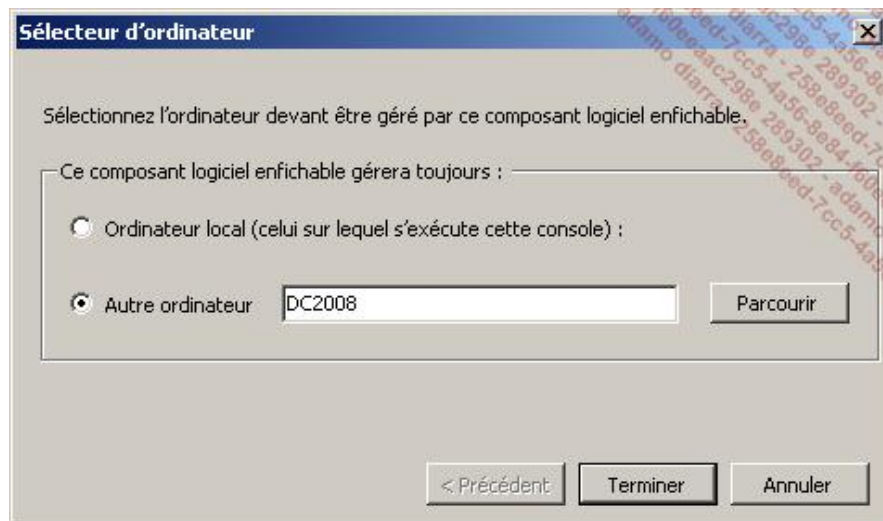 Sélecteur d'ordinateur
Sélectionnez l'ordinateur devant être géré par ce composant logiciel enfichable.
Ce composant logiciel enfichable gérera toujours :
Ordinateur local (celui sur lequel s'exécute cette console) :
Autre ordinateur
DC2008
Parcourir
< Précédent
Terminer
Annuler